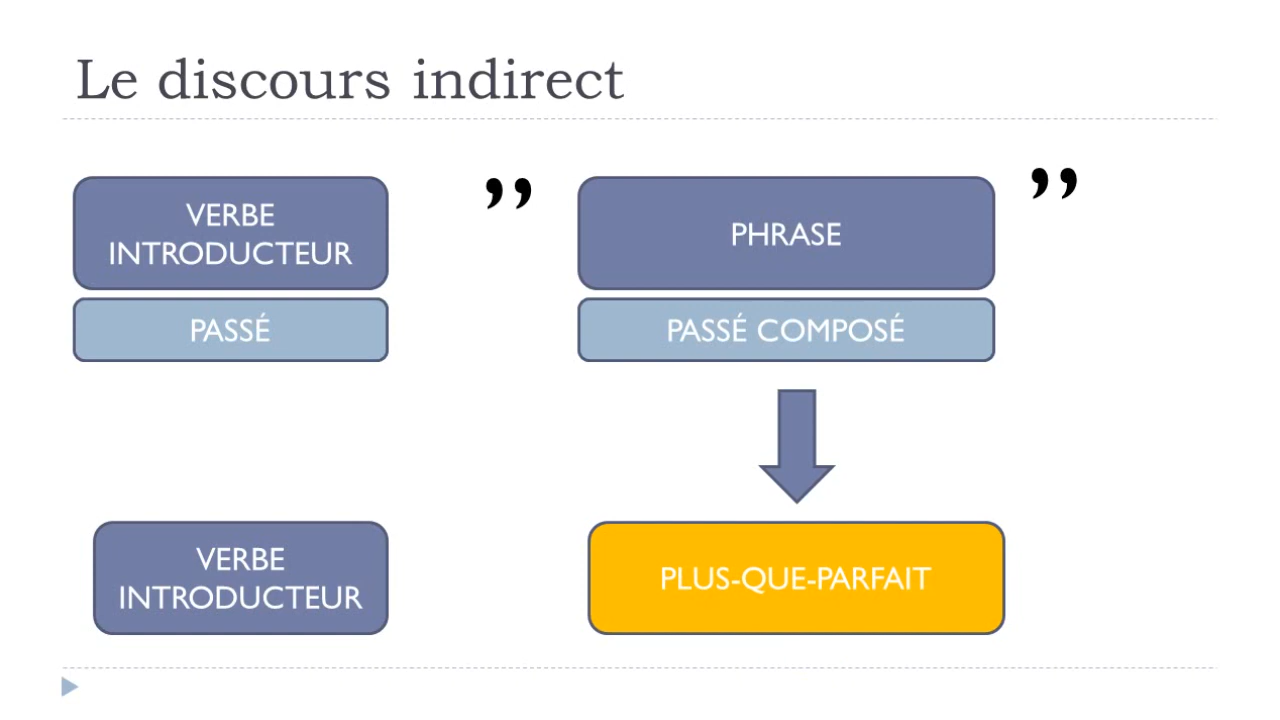 Le discours indirect
VERBE
INTRODUCTEUR
” PHRASE ”
PASSÉ
PASSÉ COMPOSÉ
VERBE
INTRODUCTEUR
PLUS-QUE-PARFAIT